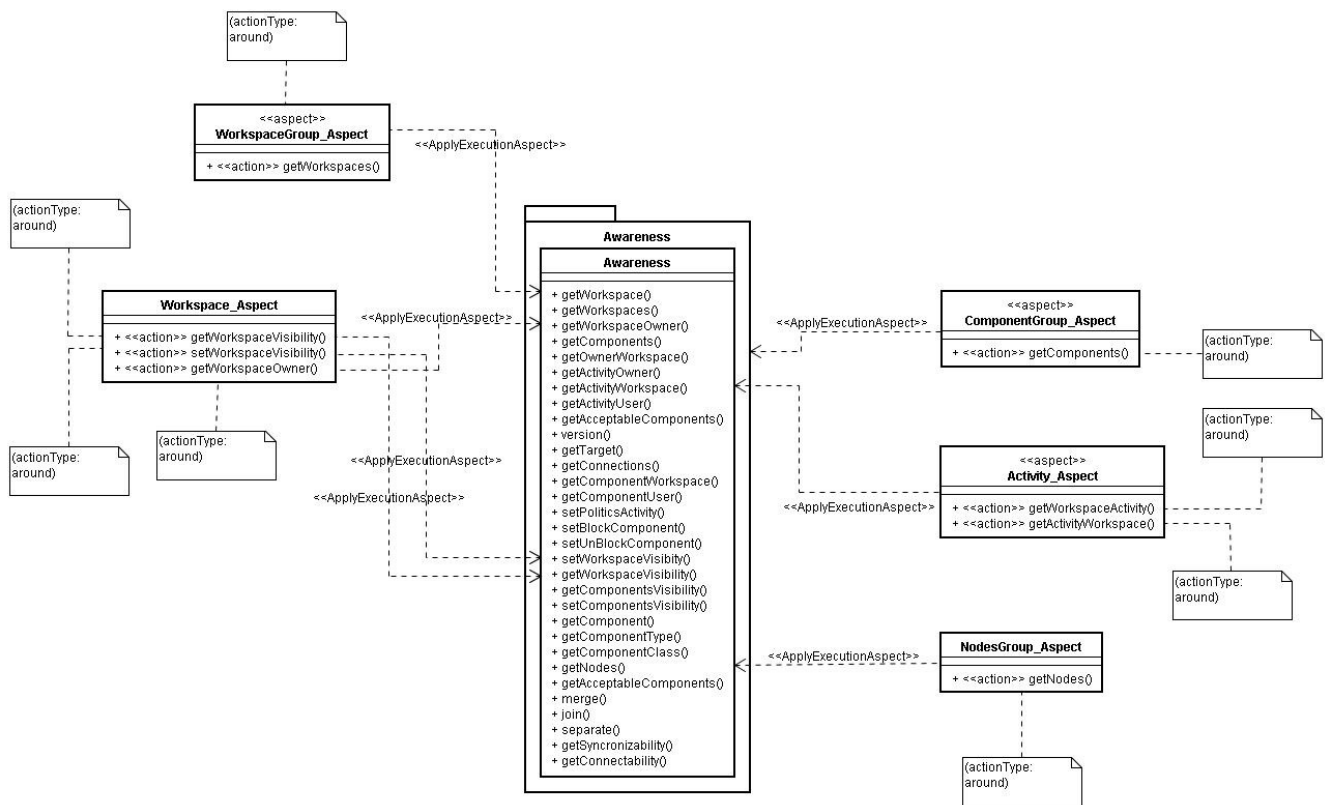 (actionType:
around)
<<aspect>>
WorkspaceGroup_Aspect
+ <<action>> getWorkspaces()
<<ApplyExecutionAspect>>
(actionType:
around)
Workspace_Aspect
+ <<action>> getWorkspaceVisibility()
+ <<action>> setWorkspaceVisibility()
+ <<action>> getWorkspaceOwner()
<<ApplyExecutionAspect>>
(actionType:
around)
(actionType:
around)
<<ApplyExecutionAspect>>
<<ApplyExecutionAspect>>
Awareness
Awareness
+ getWorkspace()
+ getWorkspaces()
+ getWorkspaceOwner()
+ getComponents()
+ getOwnerWorkspace()
+ getActivityOwner()
+ getActivityWorkspace()
+ getActivityUser()
+ getAcceptableComponents()
+ version()
+ getTarget()
+ getConnections()
+ getComponentWorkspace()
+ getComponentUser()
+ setPoliticsActivity()
+ setBlockComponent()
+ setUnBlockComponent()
+ setWorkspaceVisibity()
+ getWorkspaceVisibility()
+ getComponentsVisibility()
+ setComponentsVisibility()
+ getComponent()
+ getComponentType()
+ getComponentClass()
+ getNodes()
+ getAcceptableComponents()
+ merge()
+ join()
+ separate()
+ getSyncronizability()
+ getConnectability()
<<ApplyExecutionAspect>>
<<aspect>>
ComponentGroup_Aspect
+ <<action>> getComponents()
(actionType:
around)
(actionType:
around)
<<aspect>>
Activity_Aspect
+ <<action>> getWorkspaceActivity()
+ <<action>> getActivityWorkspace()
<<ApplyExecutionAspect>>
(actionType:
around)
<<ApplyExecutionAspect>>
NodesGroup_Aspect
+ <<action>> getNodes()
(actionType:
around)